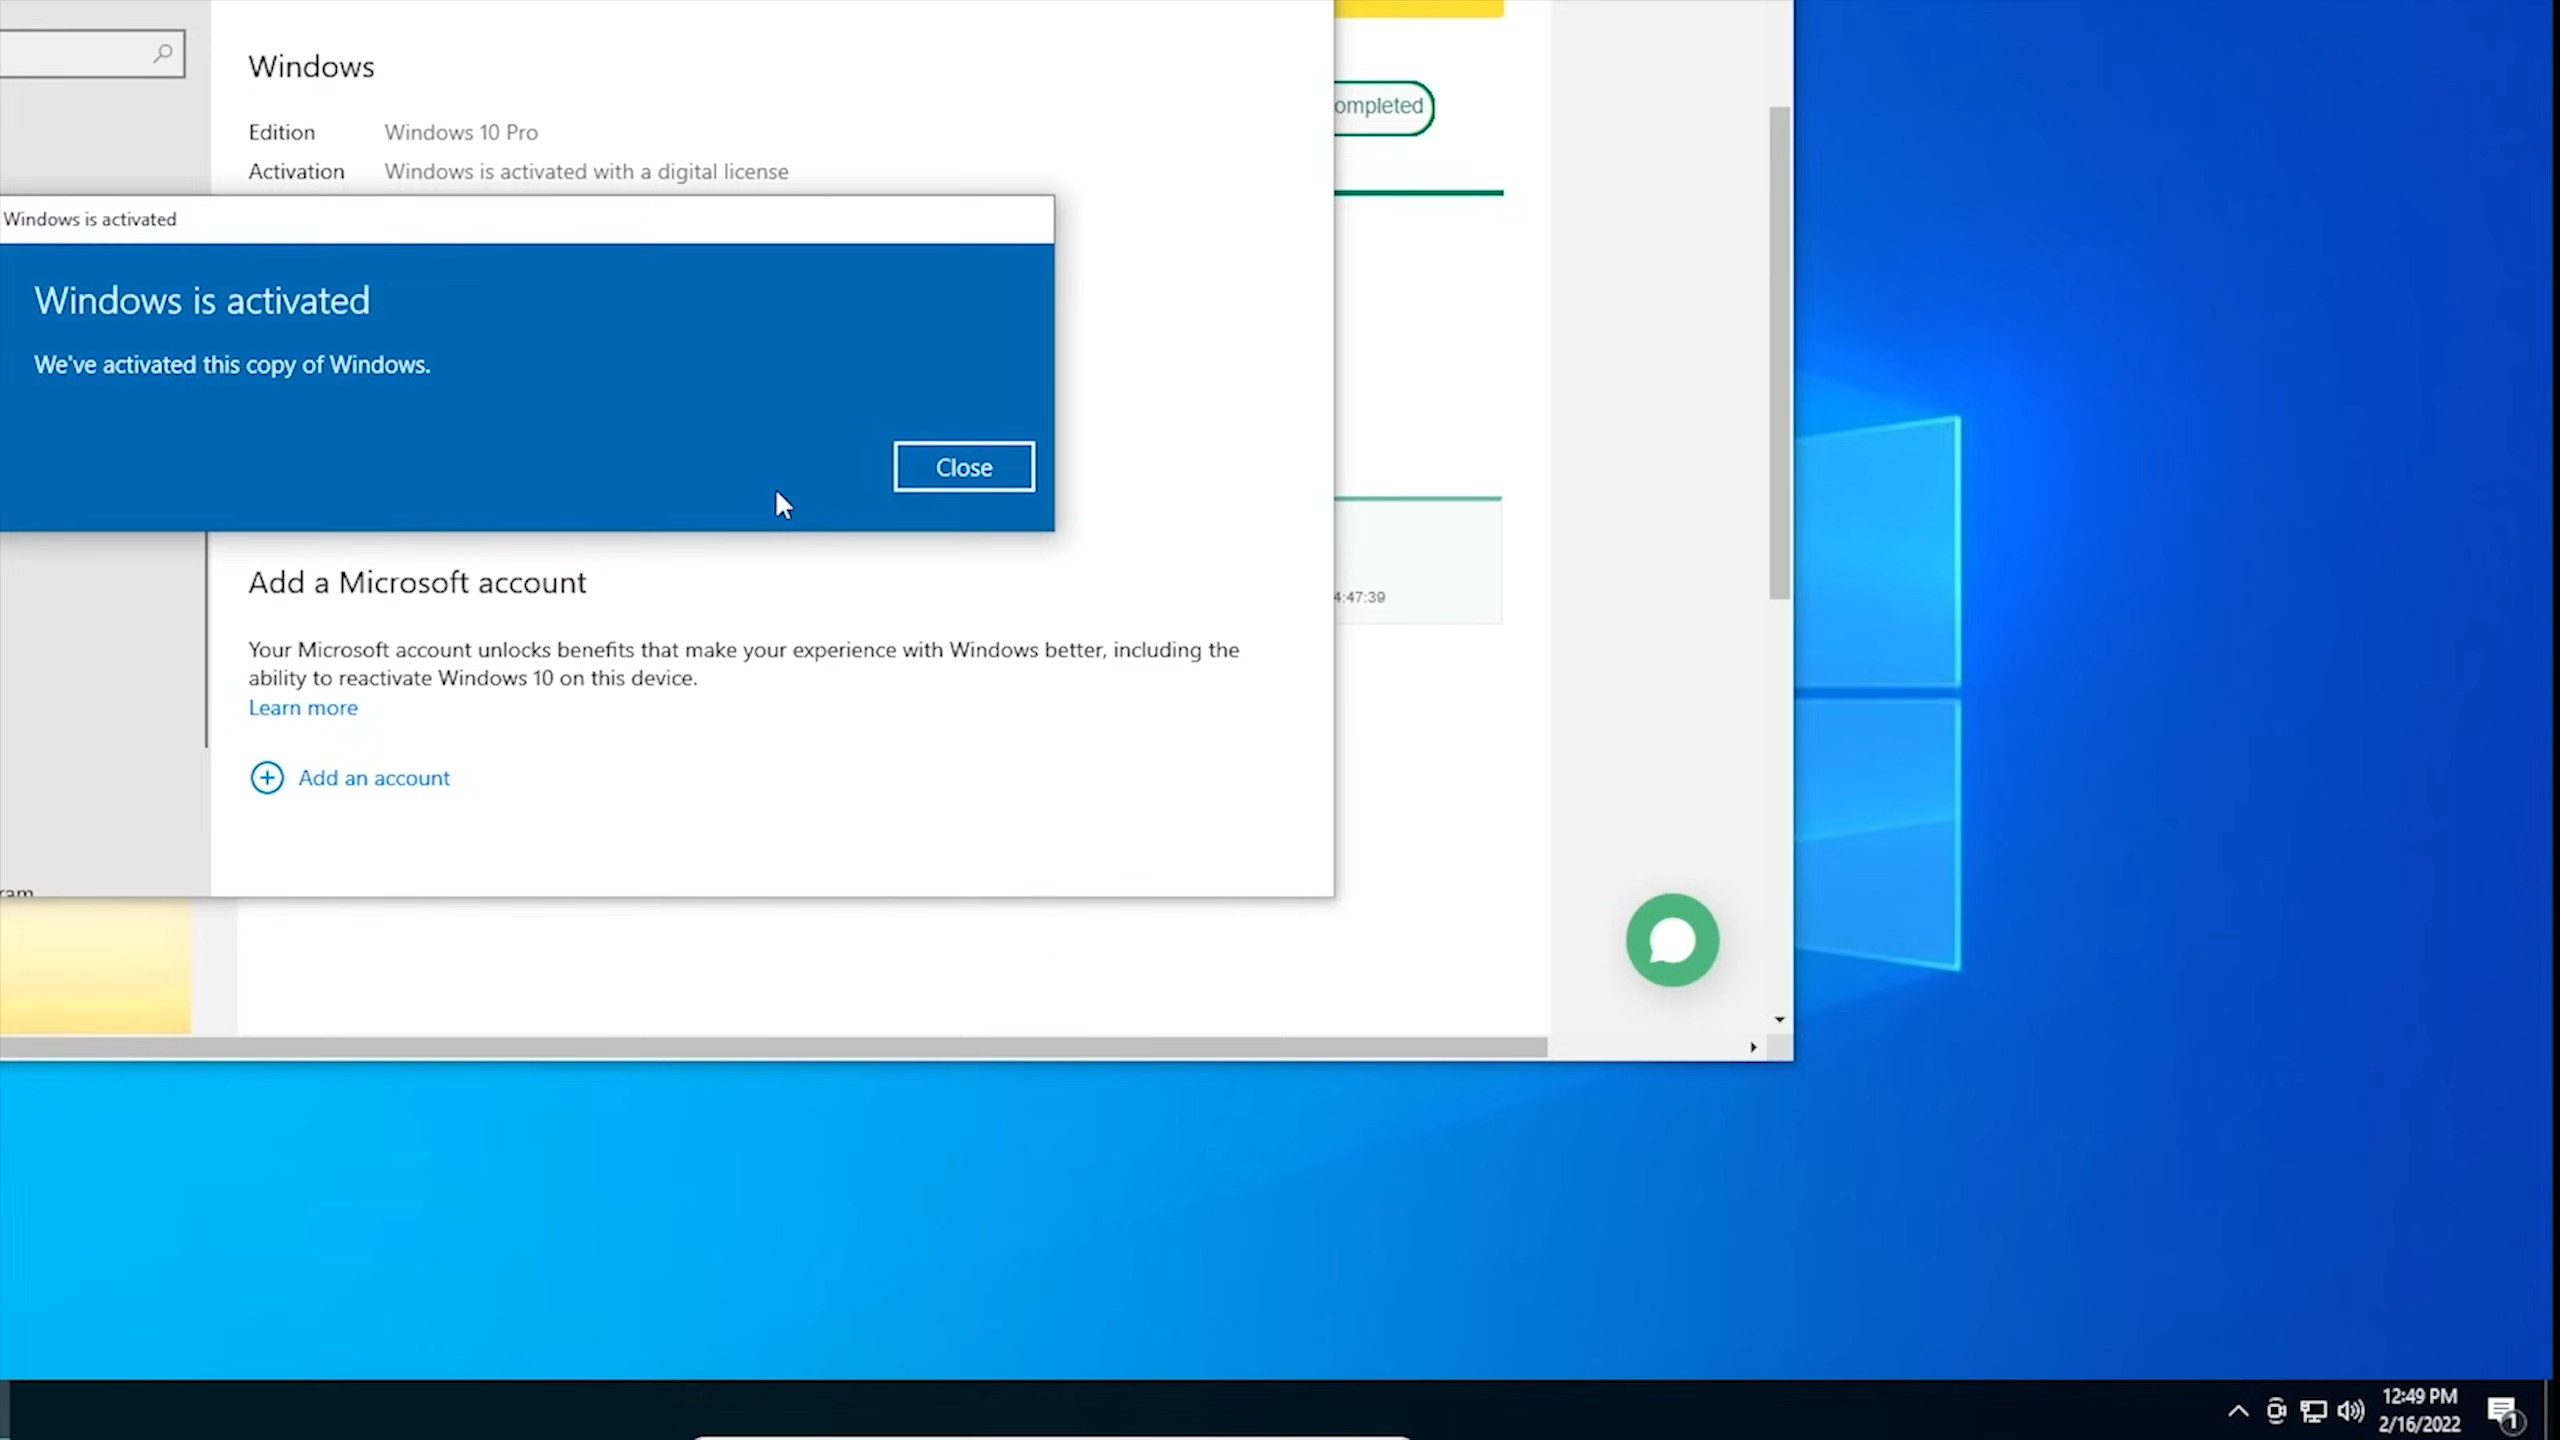 Windows
Edition Windows 10 Pro
Activation Windows is activated with a digital license
Windows is activated
Windows is activated
We've activated this copy of Windows.
Close
Add a Microsoft account
Your Microsoft account unlocks benefits that make your experience with Windows better, including the
ability to reactivate Windows 10 on this device.
Learn more
Add an account
ompleted
4:47:39
12:49 PM
2/16/2022
1